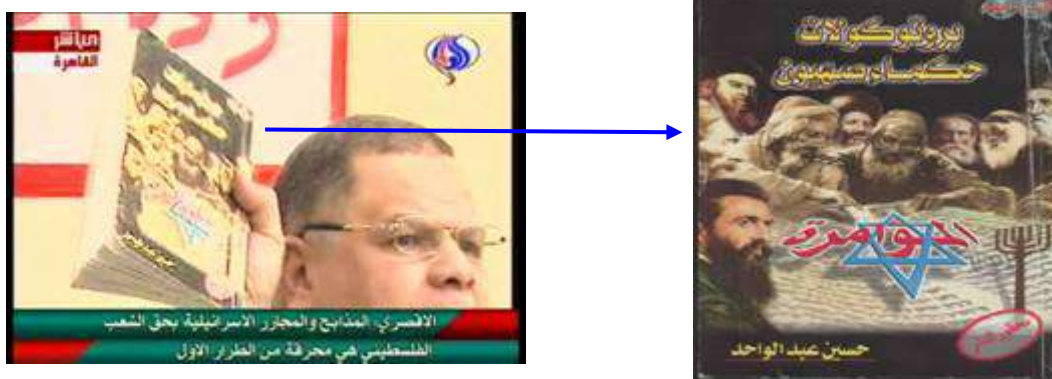 مباشر
القاهرة
الاقصري: المذابح والمجازر الاسرائيلية بحق الشعب
الفلسطيني هي محرقة من الطراز الاول
بروتوكولات
حكماء صهيون
المؤامرة
حسين عبد الواحد